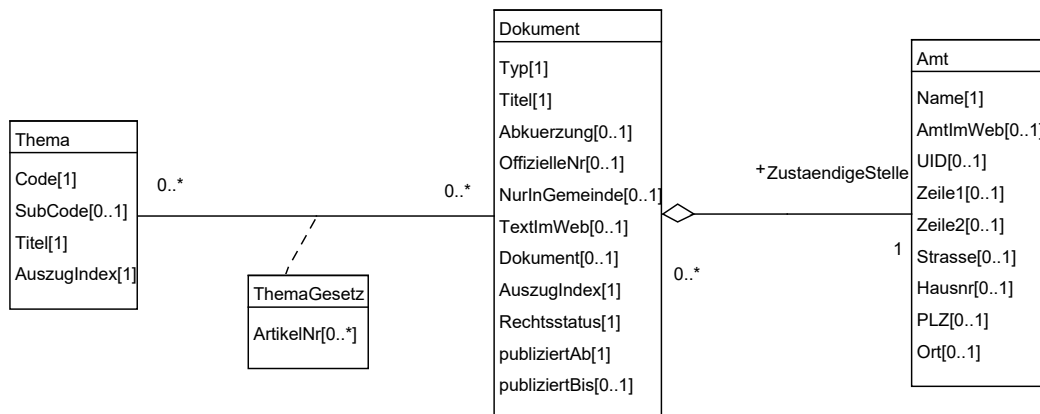 Thema
Code[1]
SubCode[0..1]
Titel[1]
AuszugIndex[1]
0..*
0..*
ThemaGesetz
ArtikelNr[0..*]
Dokument
Typ[1]
Titel[1]
Abkuerzung[0..1]
OffizielleNr[0..1]
NurInGemeinde[0..1]
TextImWeb[0..1]
Dokument[0..1]
AuszugIndex[1]
Rechtsstatus[1]
publiziertAb[1]
publiziertBis[0..1]
+ZustaendigeStelle
0..*
1
Amt
Name[1]
AmtImWeb[0..1]
UID[0..1]
Zeile1[0..1]
Zeile2[0..1]
Strasse[0..1]
Hausnr[0..1]
PLZ[0..1]
Ort[0..1]